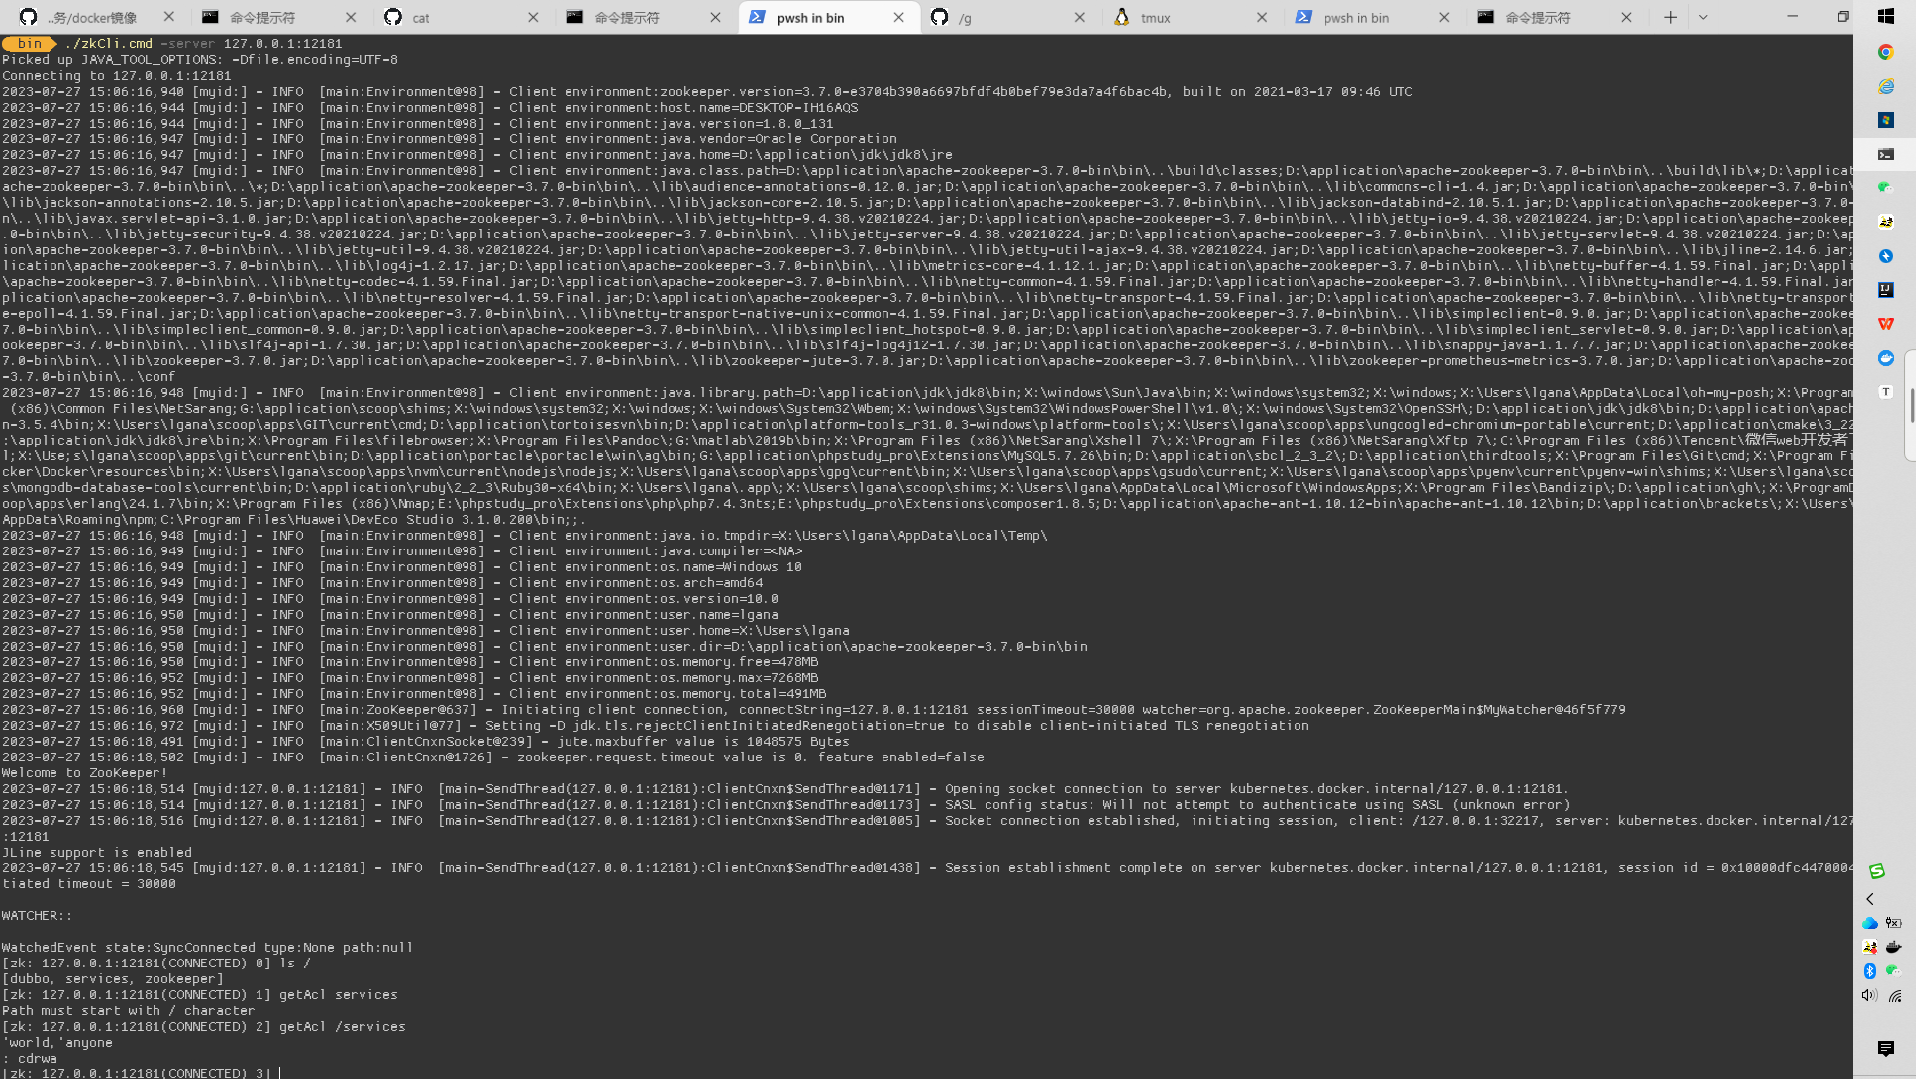 ..务/docker镜像
命令提示符
cat
命令提示符
pwsh in bin
/g
tmux
pwsh in bin
命令提示符
bin ./zkCli.cmd -server 127.0.0.1:12181
Picked up JAVA_TOOL_OPTIONS: -Dfile.encoding=UTF-8
Connecting to 127.0.0.1:12181
2023-07-27 15:06:16,940 [myid:] - INFO  [main:Environment@98] - Client environment:zookeeper.version=3.7.0-e3704b390a6697bfdf4b0bef79e3da7a4f6bac4b, built on 2021-03-17 09:46 UTC
2023-07-27 15:06:16,944 [myid:] - INFO  [main:Environment@98] - Client environment:host.name=DESKTOP-IH16AQS
2023-07-27 15:06:16,944 [myid:] - INFO  [main:Environment@98] - Client environment:java.version=1.8.0_131
2023-07-27 15:06:16,947 [myid:] - INFO  [main:Environment@98] - Client environment:java.vendor=Oracle Corporation
2023-07-27 15:06:16,947 [myid:] - INFO  [main:Environment@98] - Client environment:java.home=D:\application\jdk\jdk8\jre
2023-07-27 15:06:16,947 [myid:] - INFO  [main:Environment@98] - Client environment:java.class.path=D:\application\apache-zookeeper-3.7.0-bin\bin\..\build\classes;D:\application\apache-zookeeper-3.7.0-bin\bin\..\build\lib\*;D:\applicat
ache-zookeeper-3.7.0-bin\bin\..\*;D:\application\apache-zookeeper-3.7.0-bin\bin\..\lib\audience-annotations-0.12.0.jar;D:\application\apache-zookeeper-3.7.0-bin\bin\..\lib\commons-cli-1.4.jar;D:\application\apache-zookeeper-3.7.0-bin\bin
\lib\jackson-annotations-2.10.5.jar;D:\application\apache-zookeeper-3.7.0-bin\bin\..\lib\jackson-core-2.10.5.jar;D:\application\apache-zookeeper-3.7.0-bin\bin\..\lib\jackson-databind-2.10.5.1.jar;D:\application\apache-zookeeper-3.7.0-
n\..\lib\javax.servlet-api-3.1.0.jar;D:\application\apache-zookeeper-3.7.0-bin\bin\..\lib\jetty-http-9.4.38.v20210224.jar;D:\application\apache-zookeeper-3.7.0-bin\bin\..\lib\jetty-io-9.4.38.v20210224.jar;D:\application\apache-zookeepe
.0-bin\bin\..\lib\jetty-security-9.4.38.v20210224.jar;D:\application\apache-zookeeper-3.7.0-bin\bin\..\lib\jetty-server-9.4.38.v20210224.jar;D:\application\apache-zookeeper-3.7.0-bin\bin\..\lib\jetty-servlet-9.4.38.v20210224.jar;D:\app
ion\apache-zookeeper-3.7.0-bin\bin\..\lib\jetty-util-9.4.38.v20210224.jar;D:\application\apache-zookeeper-3.7.0-bin\bin\..\lib\jetty-util-ajax-9.4.38.v20210224.jar;D:\application\apache-zookeeper-3.7.0-bin\bin\..\lib\jline-2.14.6.jar;
lication\apache-zookeeper-3.7.0-bin\bin\..\lib\log4j-1.2.17.jar;D:\application\apache-zookeeper-3.7.0-bin\bin\..\lib\metrics-core-4.1.12.1.jar;D:\application\apache-zookeeper-3.7.0-bin\bin\..\lib\netty-buffer-4.1.59.Final.jar;D:\appli
\apache-zookeeper-3.7.0-bin\bin\..\lib\netty-codec-4.1.59.Final.jar;D:\application\apache-zookeeper-3.7.0-bin\bin\..\lib\netty-common-4.1.59.Final.jar;D:\application\apache-zookeeper-3.7.0-bin\bin\..\lib\netty-handler-4.1.59.Final.jar
plication\apache-zookeeper-3.7.0-bin\bin\..\lib\netty-resolver-4.1.59.Final.jar;D:\application\apache-zookeeper-3.7.0-bin\bin\..\lib\netty-transport-4.1.59.Final.jar;D:\application\apache-zookeeper-3.7.0-bin\bin\..\lib\netty-transport
e-epoll-4.1.59.Final.jar;D:\application\apache-zookeeper-3.7.0-bin\bin\..\lib\netty-transport-native-unix-common-4.1.59.Final.jar;D:\application\apache-zookeeper-3.7.0-bin\bin\..\lib\simpleclient-0.9.0.jar;D:\application\apache-zookee
7.0-bin\bin\..\lib\simpleclient_common-0.9.0.jar;D:\application\apache-zookeeper-3.7.0-bin\bin\..\lib\simpleclient_hotspot-0.9.0.jar;D:\application\apache-zookeeper-3.7.0-bin\bin\..\lib\simpleclient_servlet-0.9.0.jar;D:\application\apa
ookeeper-3.7.0-bin\bin\..\lib\slf4j-api-1.7.30.jar;D:\application\apache-zookeeper-3.7.0-bin\bin\..\lib\slf4j-log4j12-1.7.30.jar;D:\application\apache-zookeeper-3.7.0-bin\bin\..\lib\snappy-java-1.1.7.7.jar;D:\application\apache-zookee
7.0-bin\bin\..\lib\zookeeper-3.7.0.jar;D:\application\apache-zookeeper-3.7.0-bin\bin\..\lib\zookeeper-jute-3.7.0.jar;D:\application\apache-zookeeper-3.7.0-bin\bin\..\lib\zookeeper-prometheus-metrics-3.7.0.jar;D:\application\apache-zoo
-3.7.0-bin\bin\..\conf
2023-07-27 15:06:16,948 [myid:] - INFO  [main:Environment@98] - Client environment:java.library.path=D:\application\jdk\jdk8\bin;X:\windows\Sun\Java\bin;X:\windows\system32;X:\windows;X:\Users\lgana\AppData\Local\oh-my-posh;X:\Program
 (x86)\Common Files\NetSarang;G:\application\scoop\shims;X:\windows\system32;X:\windows;X:\windows\System32\Wbem;X:\windows\System32\WindowsPowerShell\v1.0\;X:\windows\System32\OpenSSH\;D:\application\jdk\jdk8\bin;D:\application\apach
n-3.5.4\bin;X:\Users\lgana\scoop\apps\GIT\current\cmd;D:\application\tortoisesvn\bin;D:\application\platform-tools_r31.0.3-windows\platform-tools\;X:\Users\lgana\scoop\apps\ungoogled-chromium-portable\current;D:\application\cmake\3_22
:\application\jdk\jdk8\jre\bin;X:\Program Files\filebrowser;X:\Program Files\Pandoc\;G:\matlab\2019b\bin;X:\Program Files (x86)\NetSarang\Xshell 7\;X:\Program Files (x86)\NetSarang\Xftp 7\;C:\Program Files (x86)\Tencent\微信web开发者
l;X:\Use;s\lgana\scoop\apps\git\current\bin;D:\application\portacle\portacle\win\ag\bin;G:\application\phpstudy_pro\Extensions\MySQL5.7.26\bin;D:\application\sbcl_2_3_2\;D:\application\thirdtools;X:\Program Files\Git\cmd;X:\Program Fi
cker\Docker\resources\bin;X:\Users\lgana\scoop\apps\nvm\current\nodejs\nodejs;X:\Users\lgana\scoop\apps\gpg\current\bin;X:\Users\lgana\scoop\apps\gsudo\current;X:\Users\lgana\scoop\apps\pyenv\current\pyenv-win\shims;X:\Users\lgana\sco
s\mongodb-database-tools\current\bin;D:\application\ruby\2_2_3\Ruby30-x64\bin;X:\Users\lgana\.app\;X:\Users\lgana\scoop\shims;X:\Users\lgana\AppData\Local\Microsoft\WindowsApps;X:\Program Files\Bandizip\;D:\application\gh\;X:\ProgramD
oop\apps\erlang\24.1.7\bin;X:\Program Files (x86)\Nmap;E:\phpstudy_pro\Extensions\php\php7.4.3nts;E:\phpstudy_pro\Extensions\composer1.8.5;D:\application\apache-ant-1.10.12-bin\apache-ant-1.10.12\bin;D:\application\brackets\;X:\Users\
AppData\Roaming\npm;C:\Program Files\Huawei\DevEco Studio 3.1.0.200\bin;;.
2023-07-27 15:06:16,948 [myid:] - INFO  [main:Environment@98] - Client environment:java.io.tmpdir=X:\Users\lgana\AppData\Local\Temp\
2023-07-27 15:06:16,949 [myid:] - INFO  [main:Environment@98] - Client environment:java.compiler=<NA>
2023-07-27 15:06:16,949 [myid:] - INFO  [main:Environment@98] - Client environment:os.name=Windows 10
2023-07-27 15:06:16,949 [myid:] - INFO  [main:Environment@98] - Client environment:os.arch=amd64
2023-07-27 15:06:16,949 [myid:] - INFO  [main:Environment@98] - Client environment:os.version=10.0
2023-07-27 15:06:16,950 [myid:] - INFO  [main:Environment@98] - Client environment:user.name=lgana
2023-07-27 15:06:16,950 [myid:] - INFO  [main:Environment@98] - Client environment:user.home=X:\Users\lgana
2023-07-27 15:06:16,950 [myid:] - INFO  [main:Environment@98] - Client environment:user.dir=D:\application\apache-zookeeper-3.7.0-bin\bin
2023-07-27 15:06:16,950 [myid:] - INFO  [main:Environment@98] - Client environment:os.memory.free=478MB
2023-07-27 15:06:16,952 [myid:] - INFO  [main:Environment@98] - Client environment:os.memory.max=7268MB
2023-07-27 15:06:16,952 [myid:] - INFO  [main:Environment@98] - Client environment:os.memory.total=491MB
2023-07-27 15:06:16,960 [myid:] - INFO  [main:ZooKeeper@637] - Initiating client connection, connectString=127.0.0.1:12181 sessionTimeout=30000 watcher=org.apache.zookeeper.ZooKeeperMain$MyWatcher@46f5f779
2023-07-27 15:06:16,972 [myid:] - INFO  [main:X509Util@77] - Setting -D jdk.tls.rejectClientInitiatedRenegotiation=true to disable client-initiated TLS renegotiation
2023-07-27 15:06:18,491 [myid:] - INFO  [main:ClientCnxnSocket@239] - jute.maxbuffer value is 1048575 Bytes
2023-07-27 15:06:18,502 [myid:] - INFO  [main:ClientCnxn@1726] - zookeeper.request.timeout value is 0. feature enabled=false
Welcome to ZooKeeper!
2023-07-27 15:06:18,514 [myid:127.0.0.1:12181] - INFO  [main-SendThread(127.0.0.1:12181):ClientCnxn$SendThread@1171] - Opening socket connection to server kubernetes.docker.internal/127.0.0.1:12181.
2023-07-27 15:06:18,514 [myid:127.0.0.1:12181] - INFO  [main-SendThread(127.0.0.1:12181):ClientCnxn$SendThread@1173] - SASL config status: Will not attempt to authenticate using SASL (unknown error)
2023-07-27 15:06:18,516 [myid:127.0.0.1:12181] - INFO  [main-SendThread(127.0.0.1:12181):ClientCnxn$SendThread@1005] - Socket connection established, initiating session, client: /127.0.0.1:32217, server: kubernetes.docker.internal/127
:12181
JLine support is enabled
2023-07-27 15:06:18,545 [myid:127.0.0.1:12181] - INFO  [main-SendThread(127.0.0.1:12181):ClientCnxn$SendThread@1438] - Session establishment complete on server kubernetes.docker.internal/127.0.0.1:12181, session id = 0x10000dfc4470004
tiated timeout = 30000
WATCHER::
WatchedEvent state:SyncConnected type:None path:null
[zk: 127.0.0.1:12181(CONNECTED) 0] ls /
[dubbo, services, zookeeper]
[zk: 127.0.0.1:12181(CONNECTED) 1] getAcl services
Path must start with / character
[zk: 127.0.0.1:12181(CONNECTED) 2] getAcl /services
'world,'anyone
: cdrwa
[zk: 127.0.0.1:12181(CONNECTED) 3]